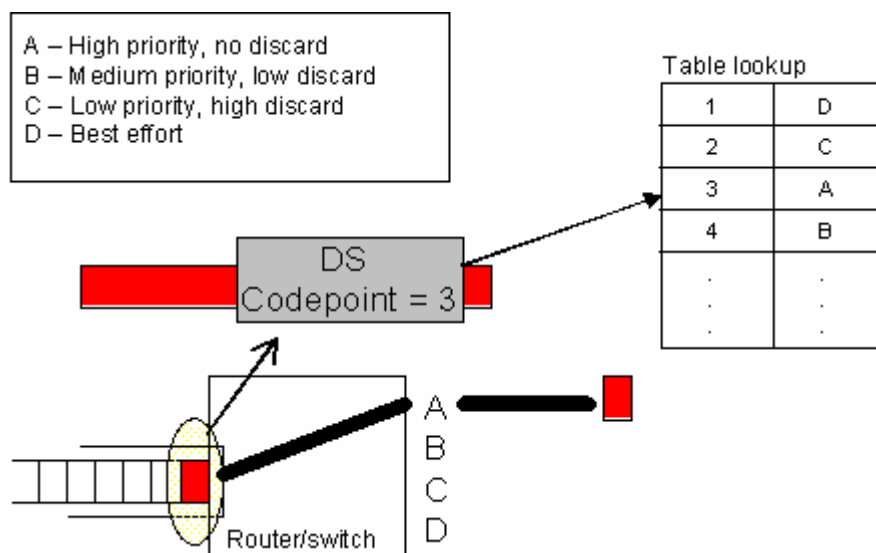 A – High priority, no discard
B – Medium priority, low discard
C – Low priority, high discard
D – Best effort
Table lookup
1 D
2 C
3 A
4 B
. .
. .
. .
DS
Codepoint = 3
A
B
C
D
Router/switch